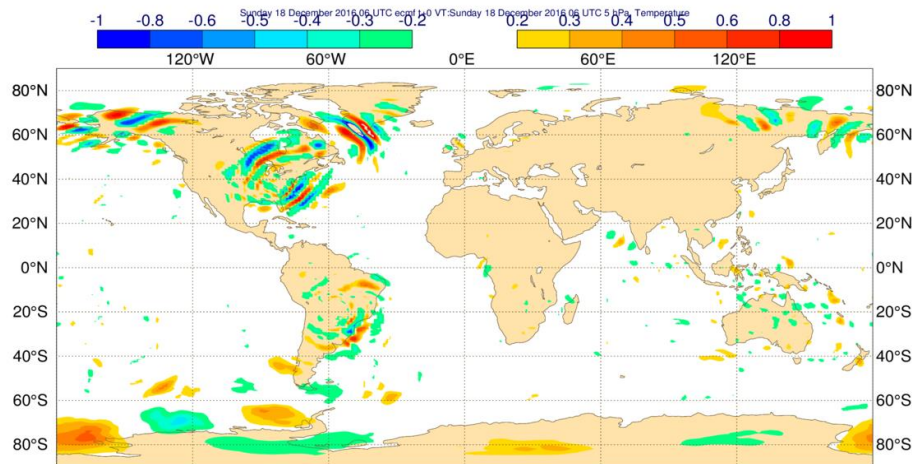 Sunday 18 December 2016 06 UTC ecmf t+0 VT:Sunday 18 December 2016 06 UTC 5 hPa Temperature
-1 -0.8 -0.6 -0.5 -0.4 -0.3 -0.2 0.2 0.3 0.4 0.5 0.6 0.8 1
120°W 60°W 0°E 60°E 120°E
80°N 80°N
60°N 60°N
40°N 40°N
20°N 20°N
0°N 0°N
20°S 20°S
40°S 40°S
60°S 60°S
80°S 80°S